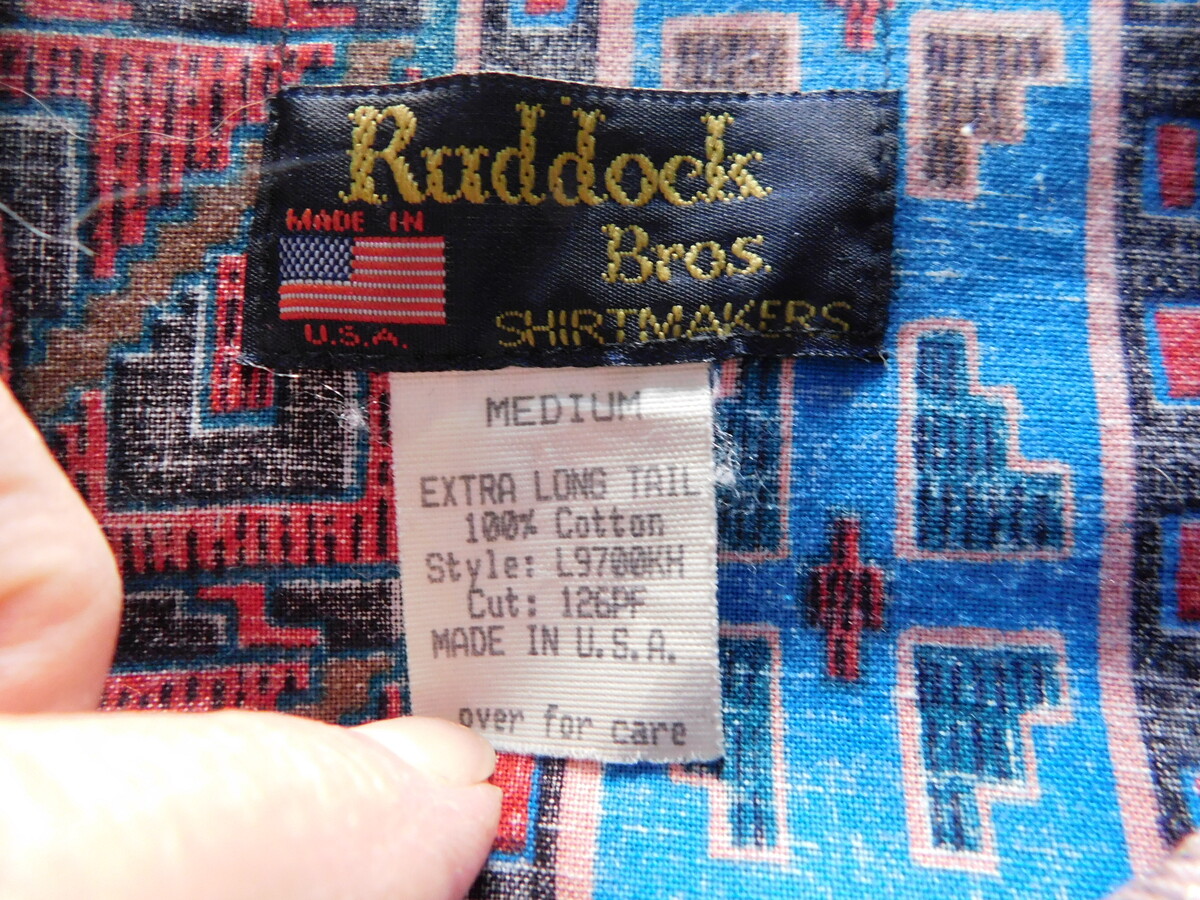 Ruddock
Bros.
MADE IN
U.S.A.
SHIRTMAKERS
MEDIUM
EXTRA LONG TAIL
100% Cotton
Style: L9700KH
Cut: 126PF
MADE IN U.S.A.
over for care